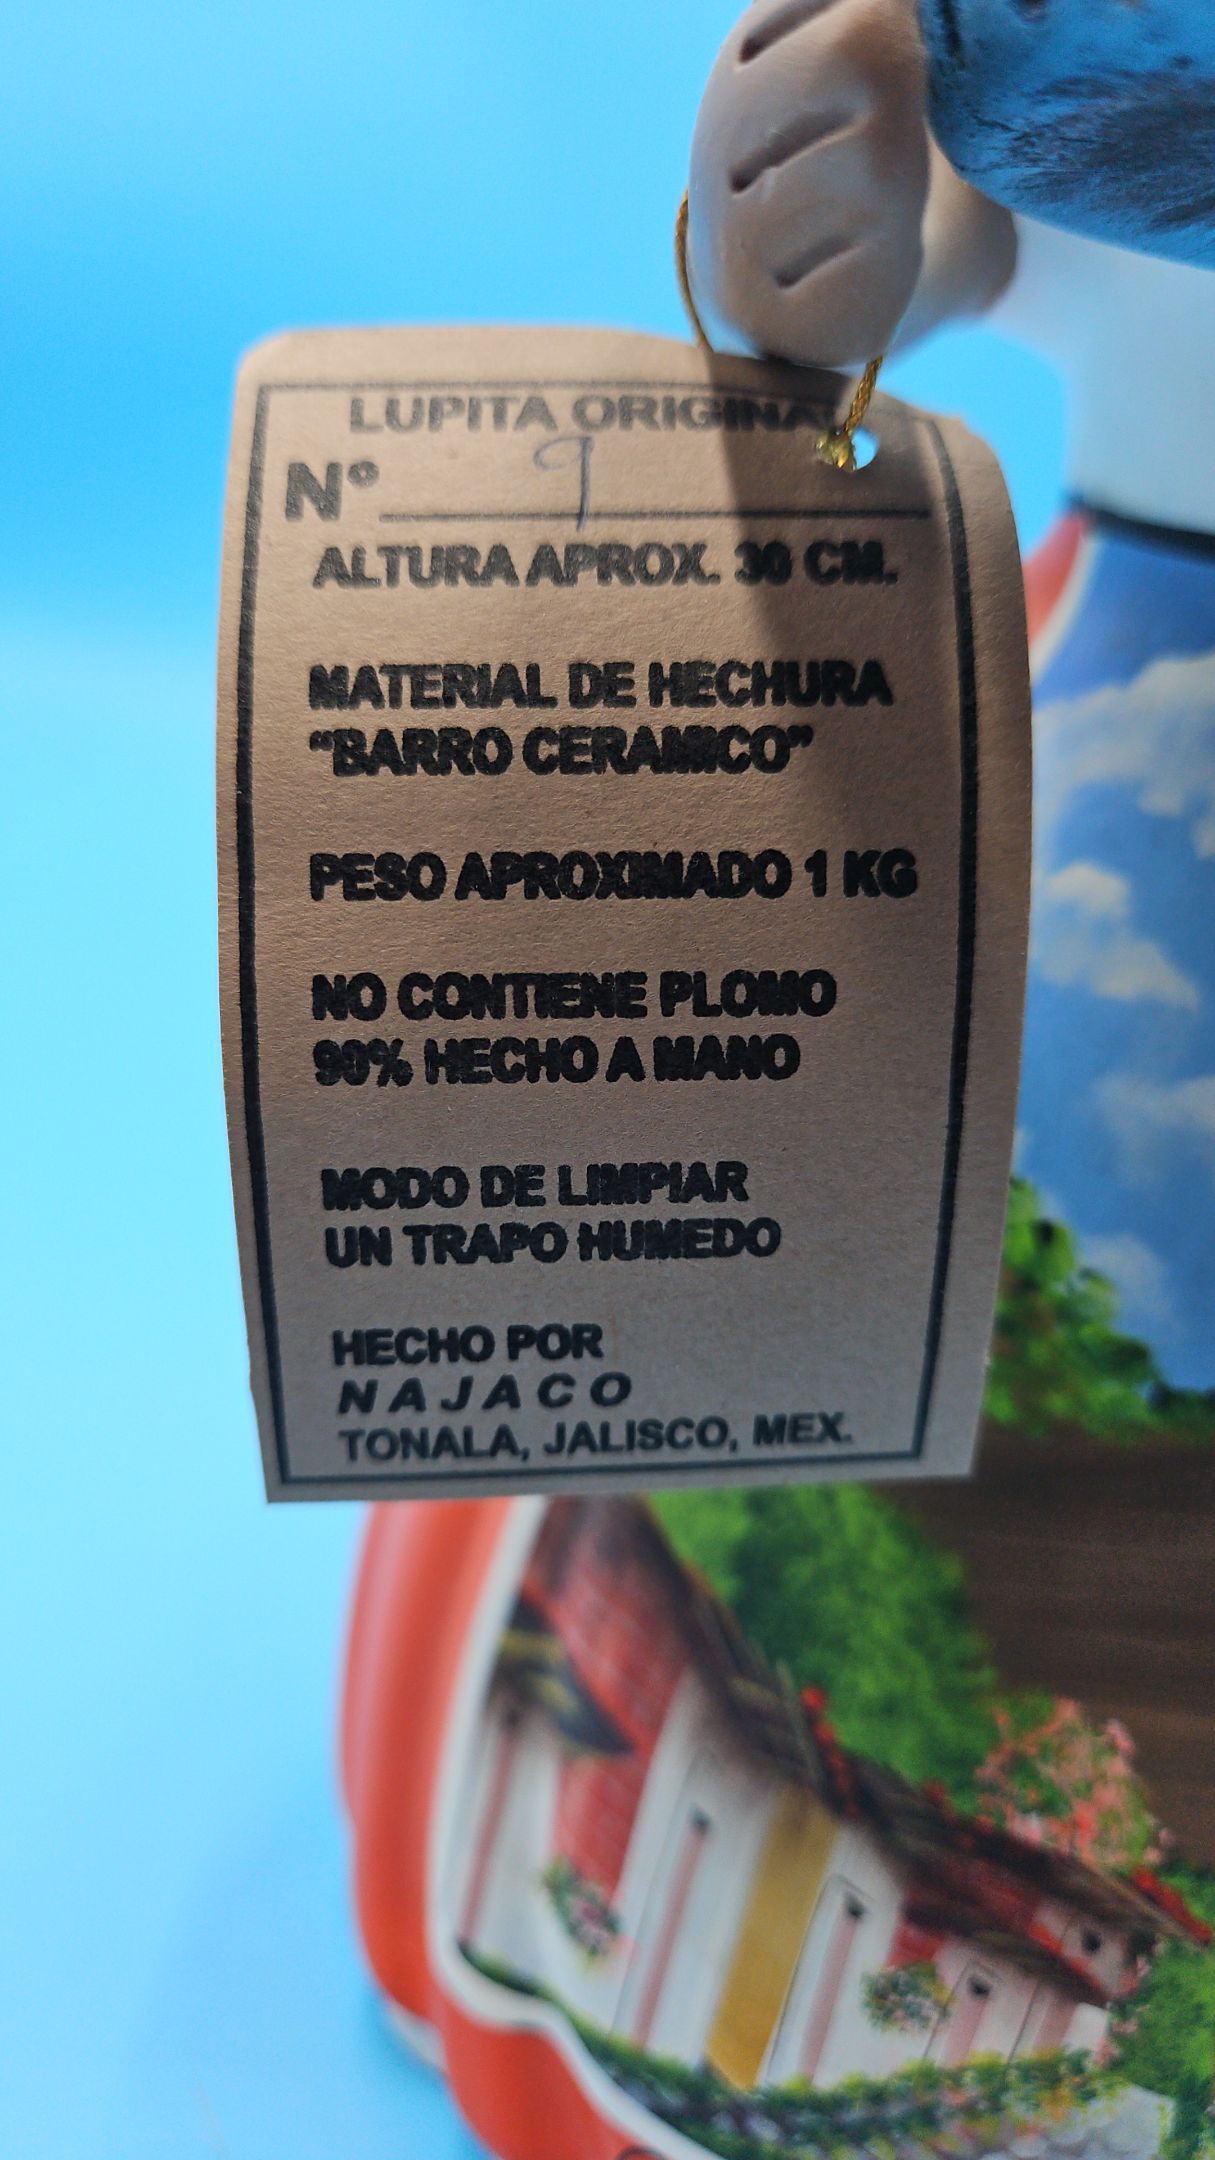 LUPITA ORIGINAL
N° 9
ALTURA APROX. 30 CM.
MATERIAL DE HECHURA
"BARRO CERAMICO"
PESO APROXIMADO 1 KG
NO CONTIENE PLOMO
90% HECHO A MANO
MODO DE LIMPIAR
UN TRAPO HUMEDO
HECHO POR
NAJACO
TONALA, JALISCO, MEX.